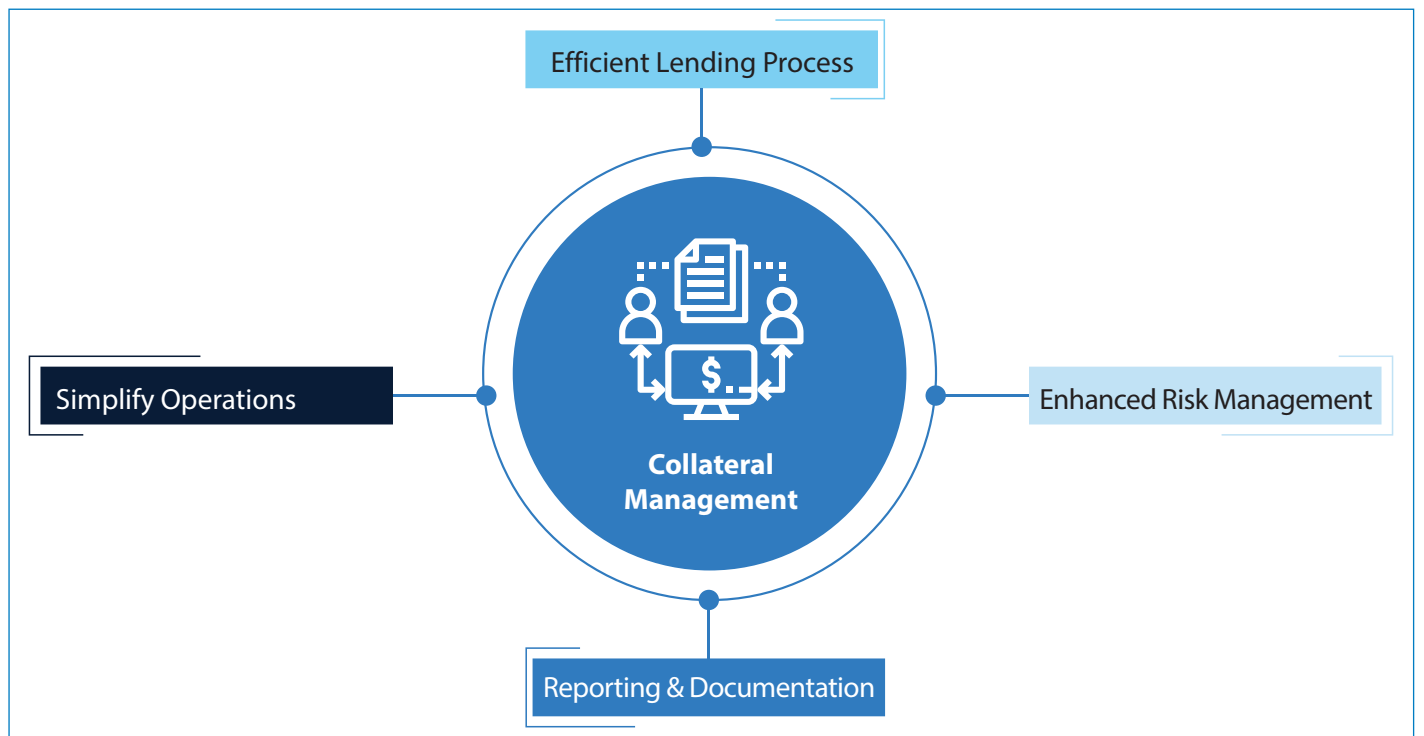 Efficient Lending Process
Simplify Operations
Enhanced Risk Management
$
Collateral
Management
Reporting & Documentation